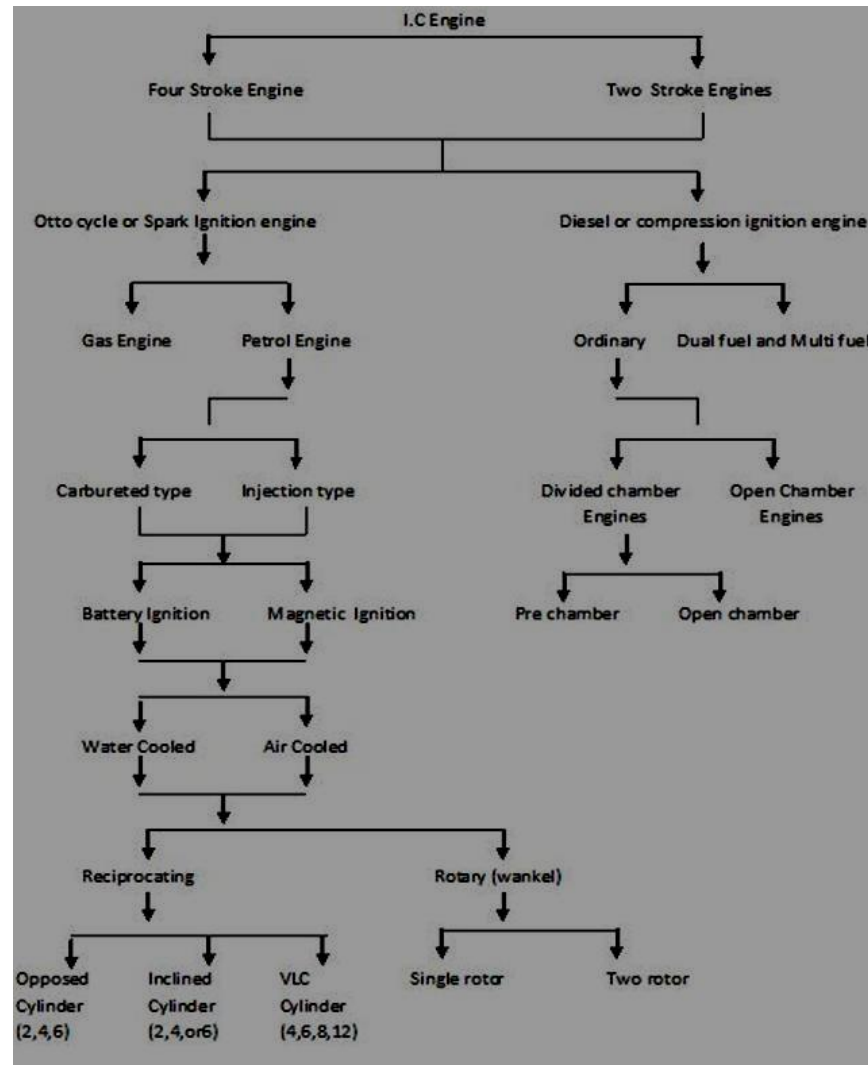 I.C Engine
Four Stroke Engine
Two Stroke Engines
Otto cycle or Spark Ignition engine
Diesel or compression ignition engine
Gas Engine
Petrol Engine
Ordinary
Dual fuel and Multi fuel
Carbureted type
Injection type
Divided chamber
Engines
Open Chamber
Engines
Battery Ignition
Magnetic Ignition
Pre chamber
Open chamber
Water Cooled
Air Cooled
Reciprocating
Rotary (wankel)
Opposed
Cylinder
(2,4,6)
Inclined
Cylinder
(2,4,or6)
VLC
Cylinder
(4,6,8,12)
Single rotor
Two rotor